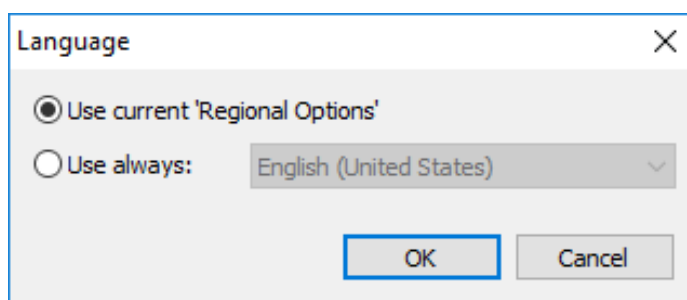 Language
Use current 'Regional Options'
Use always: English (United States)
OK Cancel